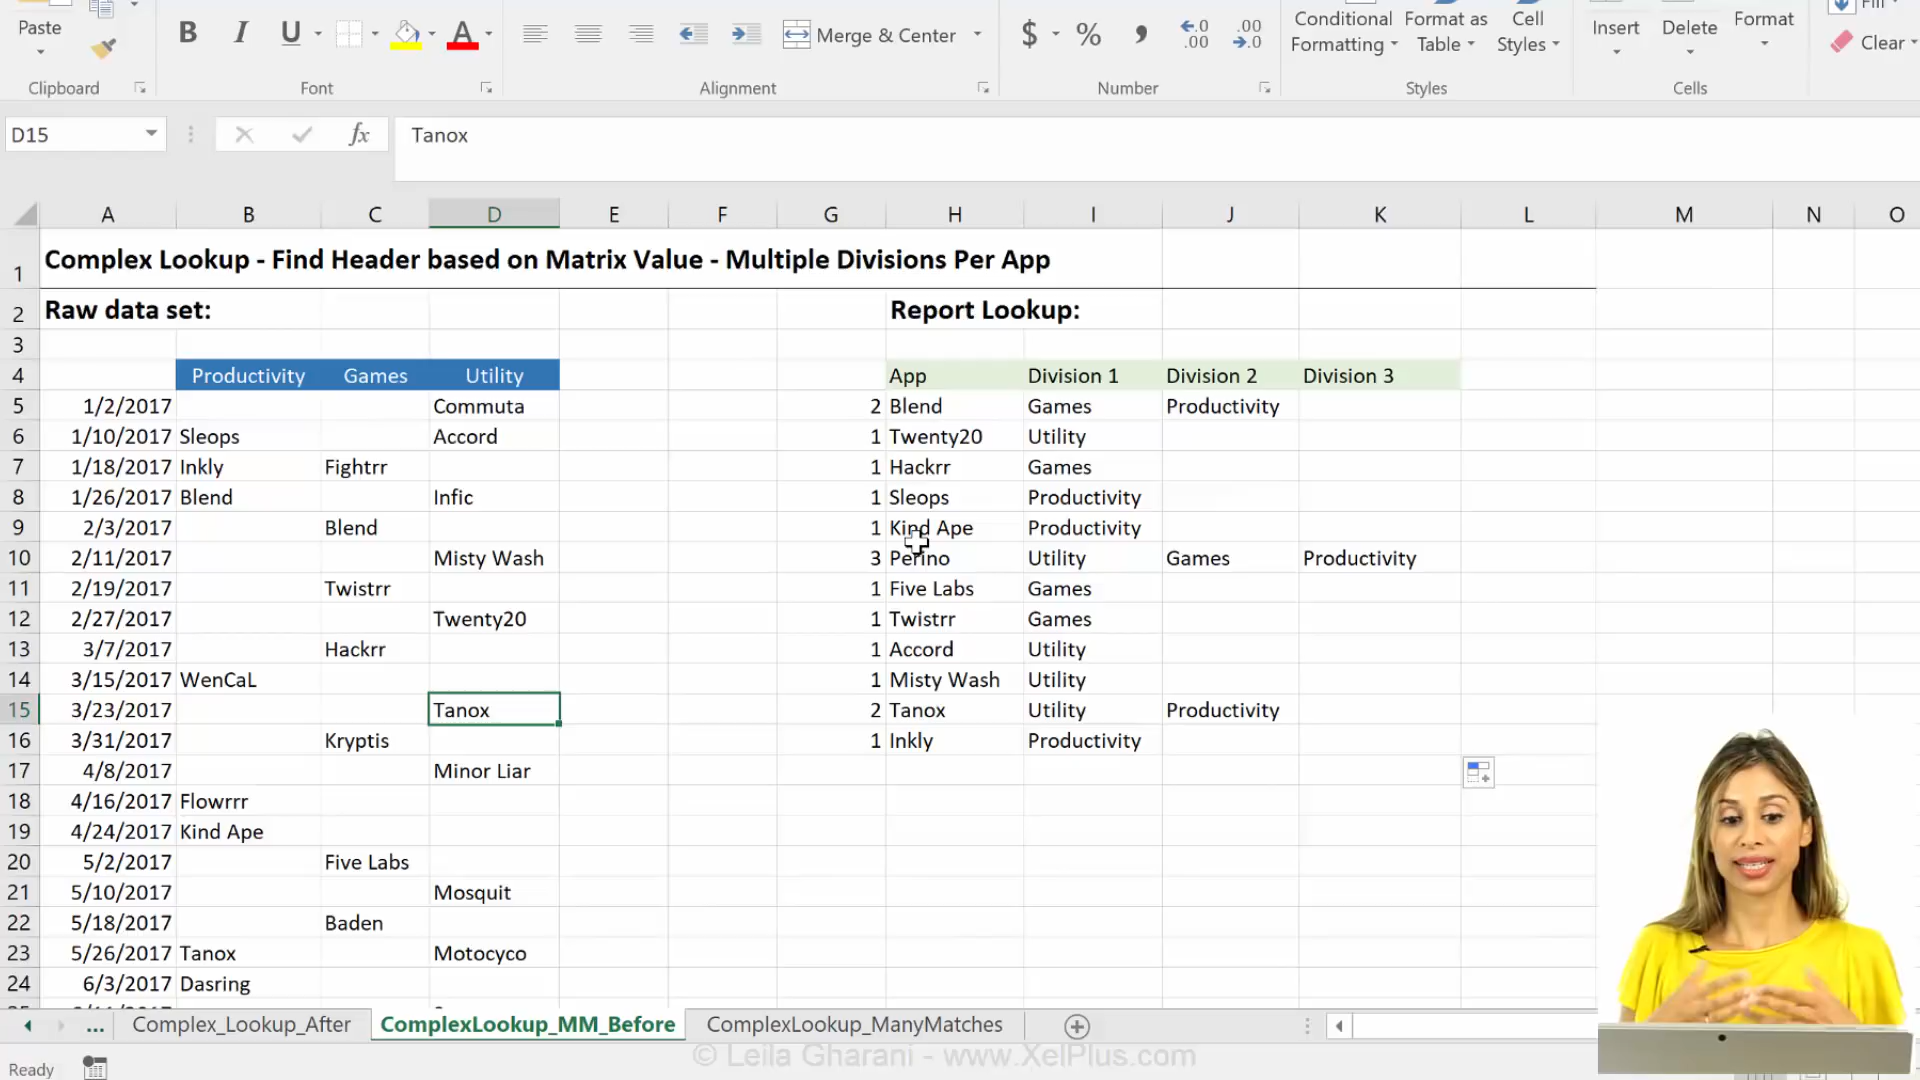 Paste
Clipboard
B I U A
Font
Merge & Center
Alignment
$ % , .0 .00
Number
Conditional Formatting
Format as Table
Cell Styles
Styles
Insert Delete Format
Cells
Fill
Clear
D15 fx Tanox
A B C D E F G H I J K L M N O
1 Complex Lookup - Find Header based on Matrix Value - Multiple Divisions Per App
2 Raw data set: Report Lookup:
3
4 Productivity Games Utility App Division 1 Division 2 Division 3
5 1/2/2017 Commuta 2 Blend Games Productivity
6 1/10/2017 Sleops Accord 1 Twenty20 Utility
7 1/18/2017 Inkly Fightrr 1 Hackrr Games
8 1/26/2017 Blend Infic 1 Sleops Productivity
9 2/3/2017 Blend 1 Kind Ape Productivity
10 2/11/2017 Misty Wash 3 Perino Utility Games Productivity
11 2/19/2017 Twistrr 1 Five Labs Games
12 2/27/2017 Twenty20 1 Twistrr Games
13 3/7/2017 Hackrr 1 Accord Utility
14 3/15/2017 WenCaL 1 Misty Wash Utility
15 3/23/2017 Tanox 2 Tanox Utility Productivity
16 3/31/2017 Kryptis 1 Inkly Productivity
17 4/8/2017 Minor Liar
18 4/16/2017 Flowrrr
19 4/24/2017 Kind Ape
20 5/2/2017 Five Labs
21 5/10/2017 Mosquit
22 5/18/2017 Baden
23 5/26/2017 Tanox Motocyco
24 6/3/2017 Dasring
... Complex_Lookup_After ComplexLookup_MM_Before ComplexLookup_ManyMatches
© Leila Gharani - www.XelPlus.com
Ready